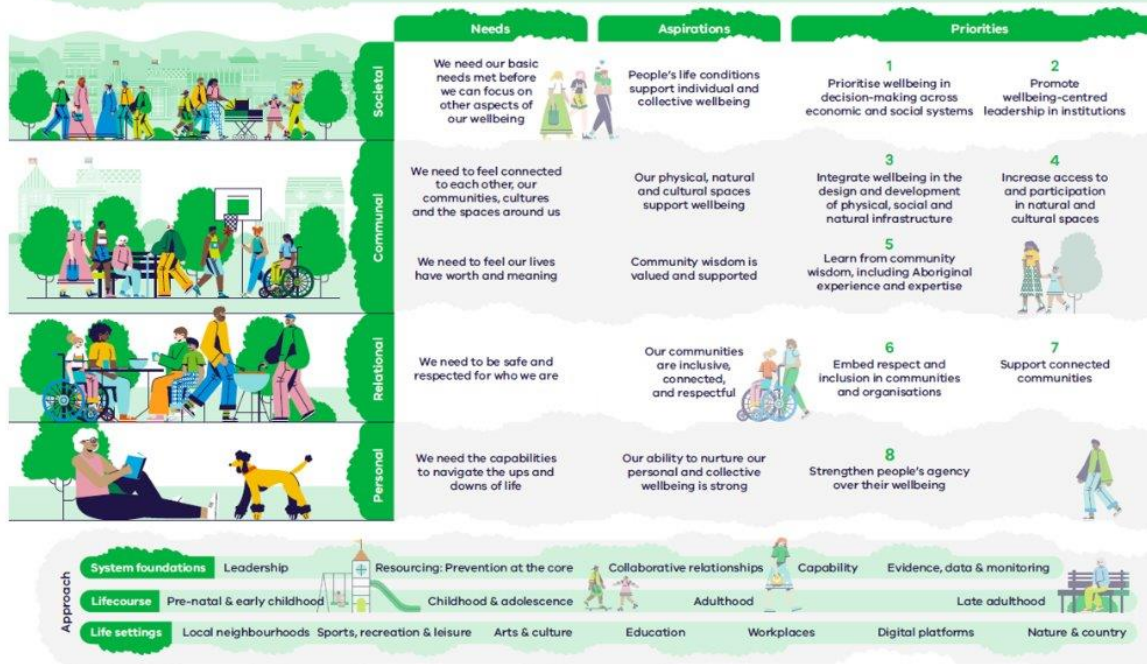 Needs
Aspirations
Priorities
Societal
We need our basic
needs met before
we can focus on
other aspects of
our wellbeing
People's life conditions
support individual and
collective wellbeing
1
Prioritise wellbeing in
decision-making across
economic and social systems
2
Promote
wellbeing-centred
leadership in institutions
Communal
We need to feel connected
to each other, our
communities, cultures
and the spaces around us
Our physical, natural
and cultural spaces
support wellbeing
3
Integrate wellbeing in the
design and development
of physical, social and
natural infrastructure
4
Increase access to
and participation
in natural and
cultural spaces
We need to feel our lives
have worth and meaning
Community wisdom is
valued and supported
5
Learn from community
wisdom, including Aboriginal
experience and expertise
Relational
We need to be safe and
respected for who we are
Our communities
are inclusive,
connected,
and respectful
6
Embed respect and
inclusion in communities
and organisations
7
Support connected
communities
Personal
We need the capabilities
to navigate the ups and
downs of life
Our ability to nurture our
personal and collective
wellbeing is strong
8
Strengthen people's agency
over their wellbeing
Approach
System foundations Leadership Resourcing: Prevention at the core Collaborative relationships Capability Evidence, data & monitoring
Lifecourse Pre-natal & early childhood Childhood & adolescence Adulthood Late adulthood
Life settings Local neighbourhoods Sports, recreation & leisure Arts & culture Education Workplaces Digital platforms Nature & country